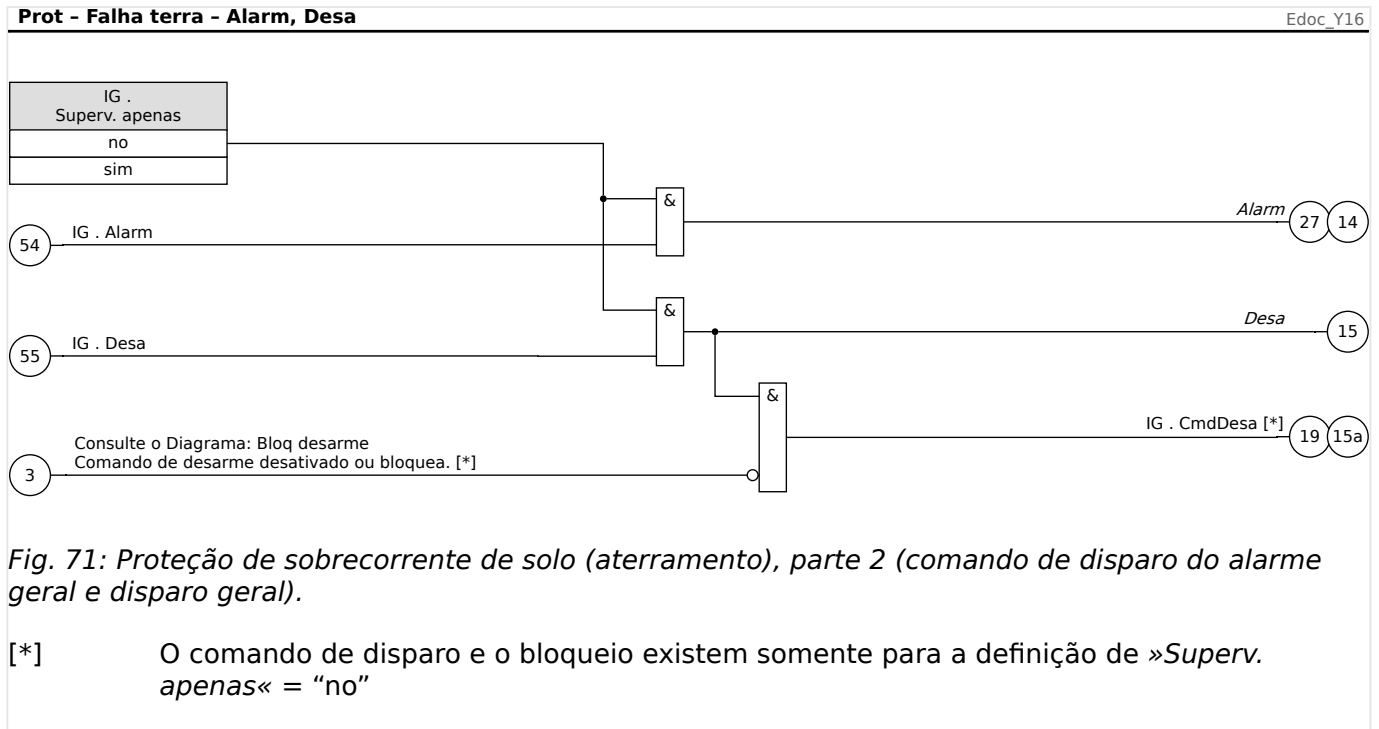 Prot – Falha terra – Alarm, Desa
Edoc_Y16
IG .
Superv. apenas
no
sim
&
Alarm
27
14
54
IG . Alarm
&
Desa
15
55
IG . Desa
&
IG . CmdDesa [*]
19
15a
Consulte o Diagrama: Bloq desarme
Comando de desarme desativado ou bloquea. [*]
3
Fig. 71: Proteção de sobrecorrente de solo (aterramento), parte 2 (comando de disparo do alarme
geral e disparo geral).
[*] O comando de disparo e o bloqueio existem somente para a definição de »Superv.
apenas« = “no”